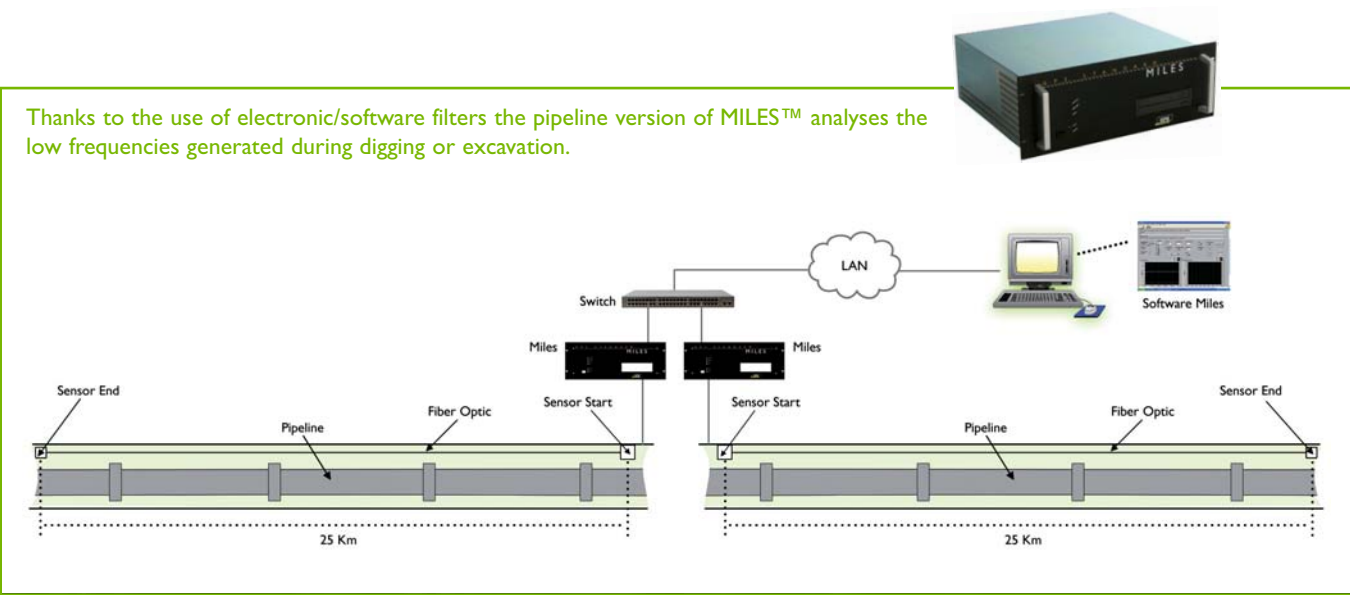 MILES
Thanks to the use of electronic/software filters the pipeline version of MILES™ analyses the
low frequencies generated during digging or excavation.
LAN
Switch
Software Miles
Miles
MILES
MILES
Miles
Sensor End
Fiber Optic
Sensor Start
Pipeline
Sensor Start
Pipeline
Fiber Optic
Sensor End
25 Km
25 Km